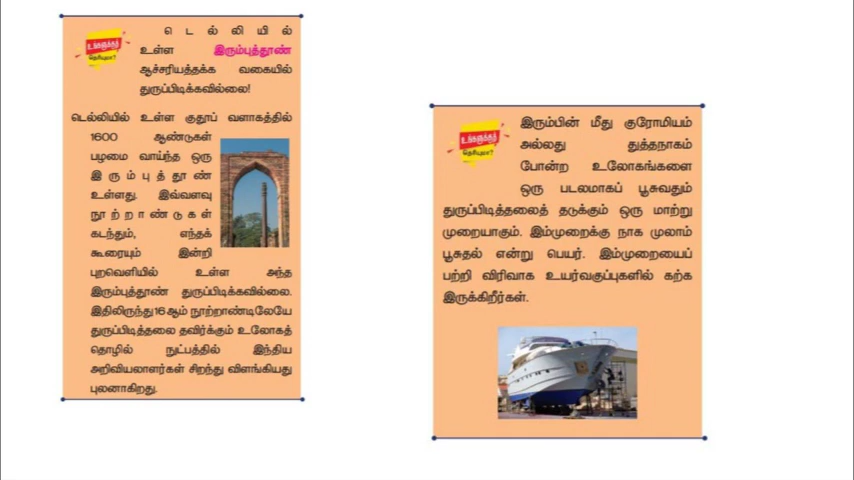 உங்களுக்குத்
தெரியுமா?
டெல்லியில்
உள்ள இரும்புத்தூண்
ஆச்சரியத்தக்க வகையில்
துருப்பிடிக்கவில்லை!
டெல்லியில் உள்ள குதூப் வளாகத்தில்
1600 ஆண்டுகள்
பழமை வாய்ந்த ஒரு
இரும்புத்தூண்
உள்ளது. இவ்வளவு
நூற்றாண்டுகள்
கடந்தும், எந்தக்
கூரையும் இன்றி
புறவெளியில் உள்ள அந்த
இரும்புத்தூண் துருப்பிடிக்கவில்லை.
இதிலிருந்து 16 ஆம் நூற்றாண்டிலேயே
துருப்பிடித்தலை தவிர்க்கும் உலோகத்
தொழில் நுட்பத்தில் இந்திய
அறிவியலாளர்கள் சிறந்து விளங்கியது
புலனாகிறது.
உங்களுக்குத்
தெரியுமா?
இரும்பின் மீது குரோமியம்
அல்லது துத்தநாகம்
போன்ற உலோகங்களை
ஒரு படலமாகப் பூசுவதும்
துருப்பிடித்தலைத் தடுக்கும் ஒரு மாற்று
முறையாகும். இம்முறைக்கு நாக முலாம்
பூசுதல் என்று பெயர். இம்முறையைப்
பற்றி விரிவாக உயர்வகுப்புகளில் கற்க
இருக்கிறீர்கள்.